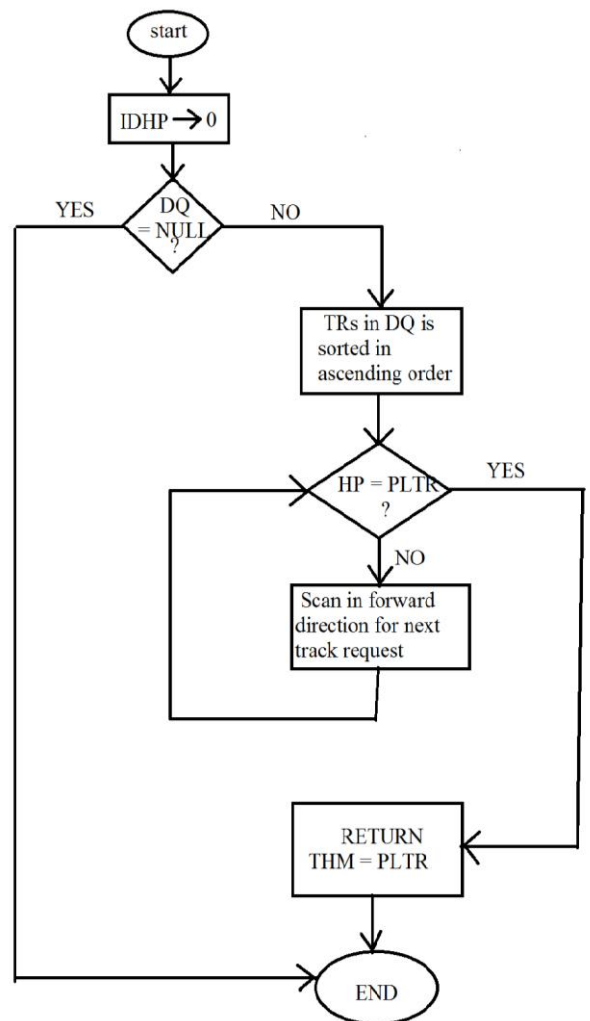 start
IDHP → 0
YES
DQ
NO
= NULL
?
TRs in DQ is
sorted in
ascending order
HP = PLTR
YES
?
NO
Scan in forward
direction for next
track request
RETURN
THM = PLTR
END